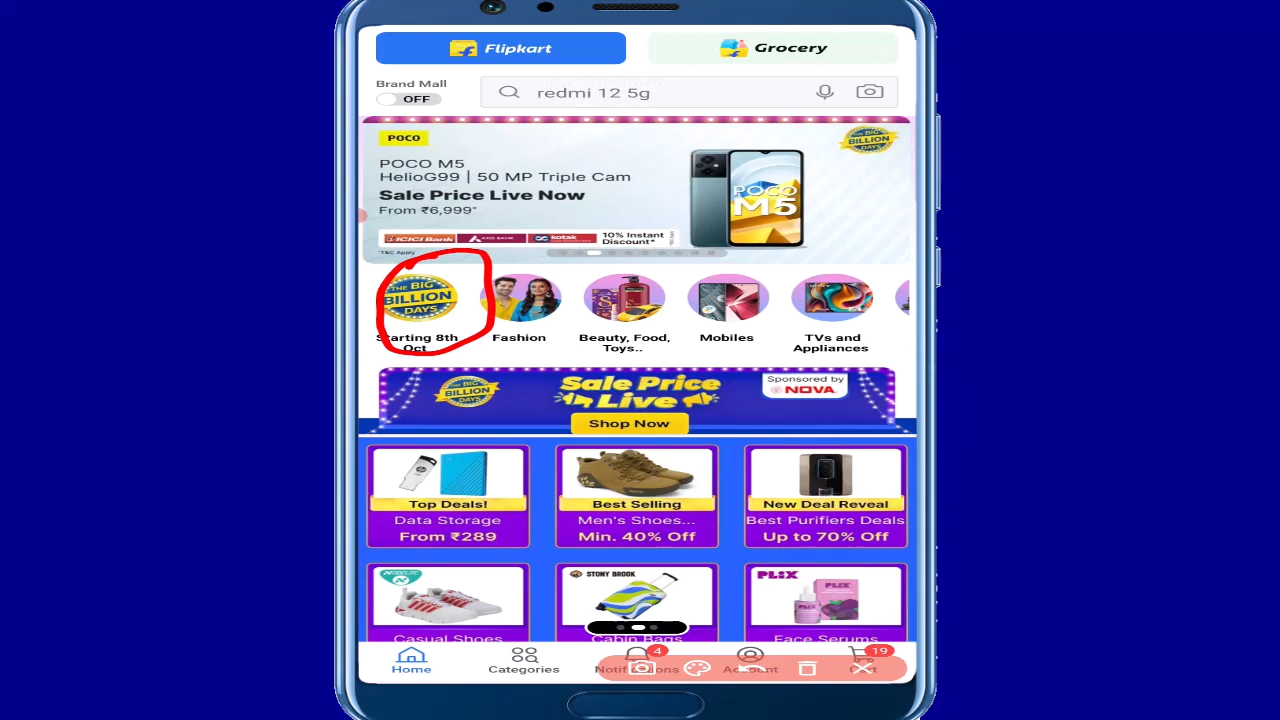 Flipkart
Grocery
Brand Mall
OFF
redmi 12 5g
POCO
THE BIG BILLION DAYS
POCO M5
HelioG99 | 50 MP Triple Cam
Sale Price Live Now
From ₹6,999*
POCO
M5
ICICI Bank
AXIS BANK
kotak
10% Instant
Discount*
*T&C Apply
THE BIG
BILLION
DAYS
Starting 8th
Oct
Fashion
Beauty, Food,
Toys..
Mobiles
TVs and
Appliances
THE BIG
BILLION
DAYS
Sale Price
Live
Sponsored by
NOVA
Shop Now
Top Deals!
Data Storage
From ₹289
Best Selling
Men's Shoes...
Min. 40% Off
New Deal Reveal
Best Purifiers Deals
Up to 70% Off
Casual Shoes
STONY BROOK
Cabin Bags
PLIX
Face Serums
Home
Categories
4
Account
19
Cart